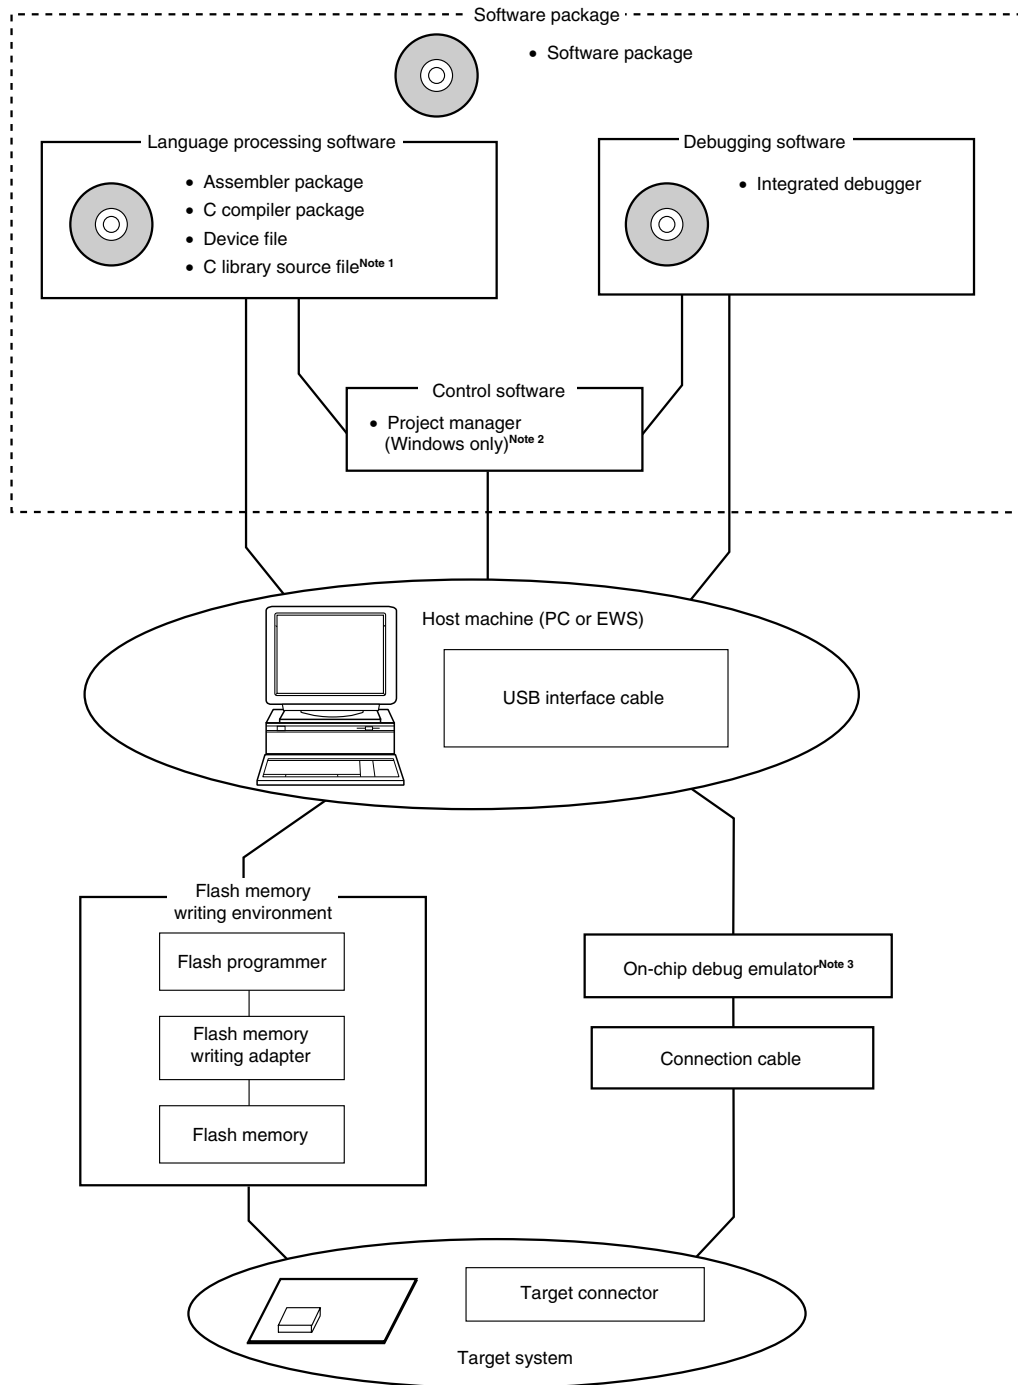 Software package
• Software package
Language processing software
• Assembler package
• C compiler package
• Device file
• C library source fileNote 1
Debugging software
• Integrated debugger
Control software
• Project manager
(Windows only)Note 2
Host machine (PC or EWS)
USB interface cable
Flash memory
writing environment
Flash programmer
Flash memory
writing adapter
Flash memory
On-chip debug emulatorNote 3
Connection cable
Target connector
Target system